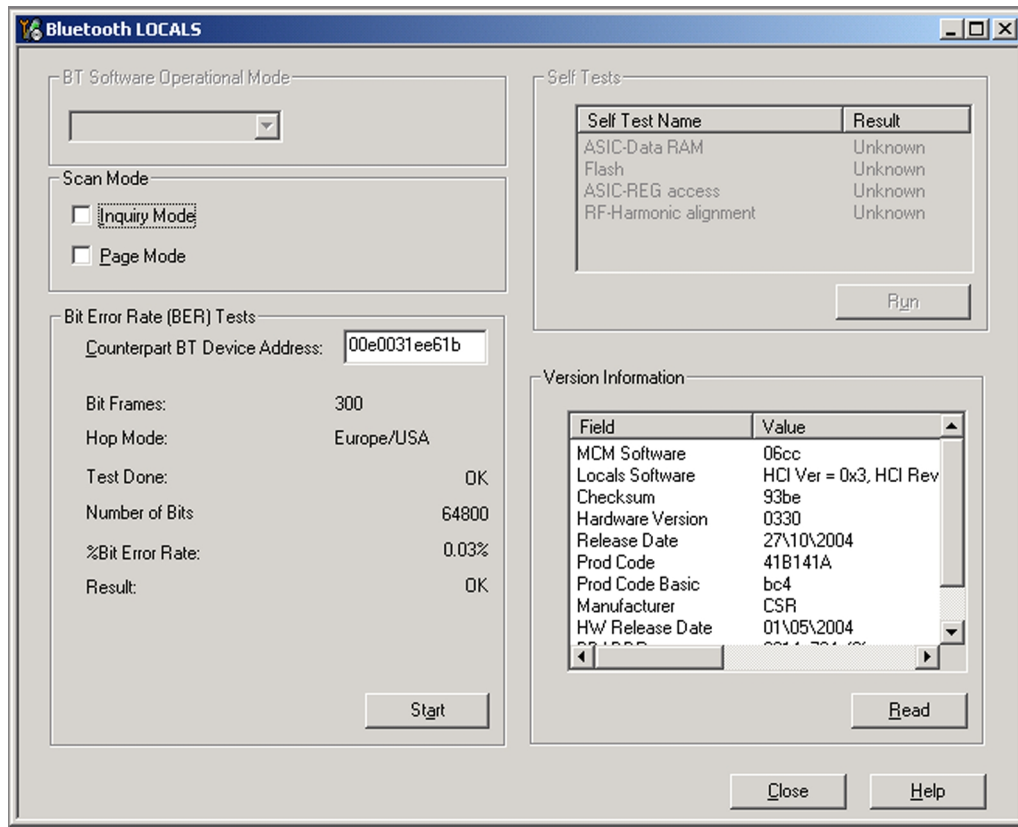 Bluetooth LOCALS
BT Software Operational Mode
Scan Mode
Inquiry Mode
Page Mode
Bit Error Rate (BER) Tests
Counterpart BT Device Address: 00e0031ee61b
Bit Frames: 300
Hop Mode: Europe/USA
Test Done: OK
Number of Bits 64800
%Bit Error Rate: 0.03%
Result: OK
Start
Self Tests
Self Test Name Result
ASIC-Data RAM Unknown
Flash Unknown
ASIC-REG access Unknown
RF-Harmonic alignment Unknown
Run
Version Information
Field Value
MCM Software 06cc
Locals Software HCI Ver = 0x3, HCI Rev
Checksum 93be
Hardware Version 0330
Release Date 27\10\2004
Prod Code 41B141A
Prod Code Basic bc4
Manufacturer CSR
HW Release Date 01\05\2004
Read
Close Help